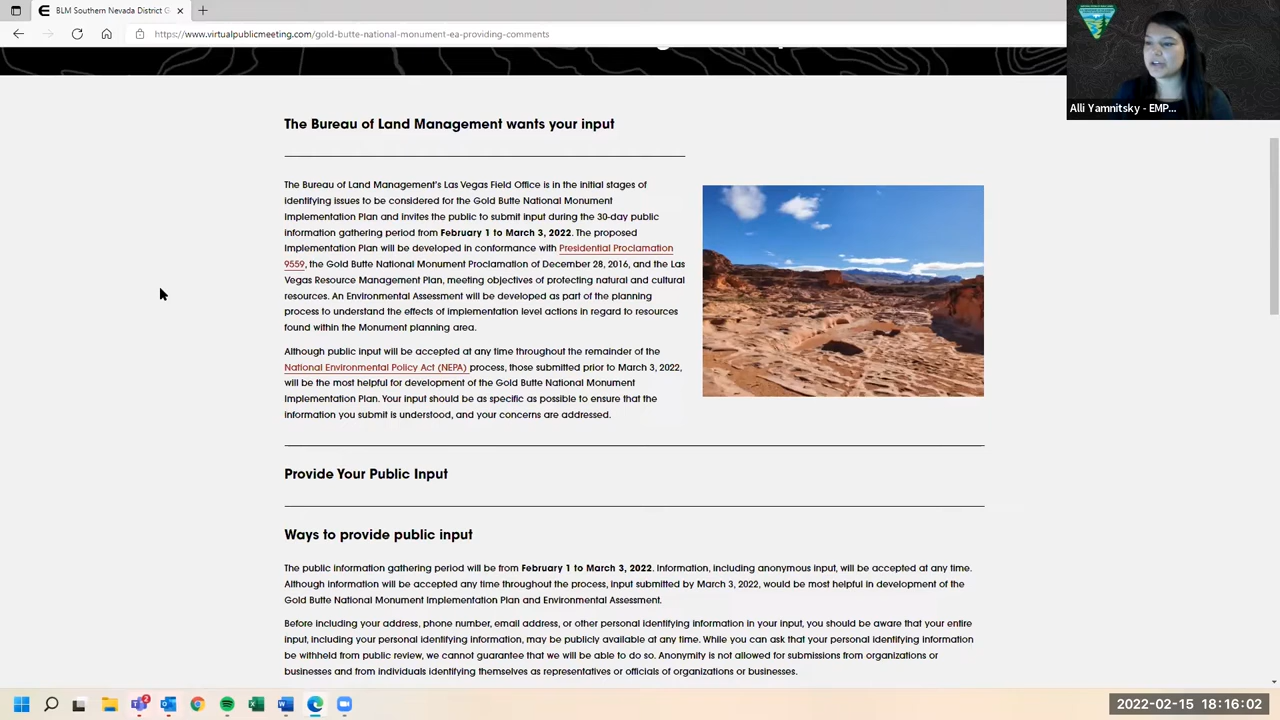 BLM Southern Nevada District G
https://www.virtualpublicmeeting.com/gold-butte-national-monument-ea-providing-comments
Alli Yamnitsky - EMP...
The Bureau of Land Management wants your input
The Bureau of Land Management's Las Vegas Field Office is in the initial stages of
identifying issues to be considered for the Gold Butte National Monument
Implementation Plan and invites the public to submit input during the 30-day public
information gathering period from February 1 to March 3, 2022. The proposed
Implementation Plan will be developed in conformance with Presidential Proclamation
9559, the Gold Butte National Monument Proclamation of December 28, 2016, and the Las
Vegas Resource Management Plan, meeting objectives of protecting natural and cultural
resources. An Environmental Assessment will be developed as part of the planning
process to understand the effects of implementation level actions in regard to resources
found within the Monument planning area.
Although public input will be accepted at any time throughout the remainder of the
National Environmental Policy Act (NEPA) process, those submitted prior to March 3, 2022,
will be the most helpful for development of the Gold Butte National Monument
Implementation Plan. Your input should be as specific as possible to ensure that the
information you submit is understood, and your concerns are addressed.
Provide Your Public Input
Ways to provide public input
The public information gathering period will be from February 1 to March 3, 2022. Information, including anonymous input, will be accepted at any time.
Although information will be accepted any time throughout the process, input submitted by March 3, 2022, would be most helpful in development of the
Gold Butte National Monument Implementation Plan and Environmental Assessment.
Before including your address, phone number, email address, or other personal identifying information in your input, you should be aware that your entire
input, including your personal identifying information, may be publicly available at any time. While you can ask that your personal identifying information
be withheld from public review, we cannot guarantee that we will be able to do so. Anonymity is not allowed for submissions from organizations or
businesses and from individuals identifying themselves as representatives or officials of organizations or businesses.
2
2022-02-15 18:16:02